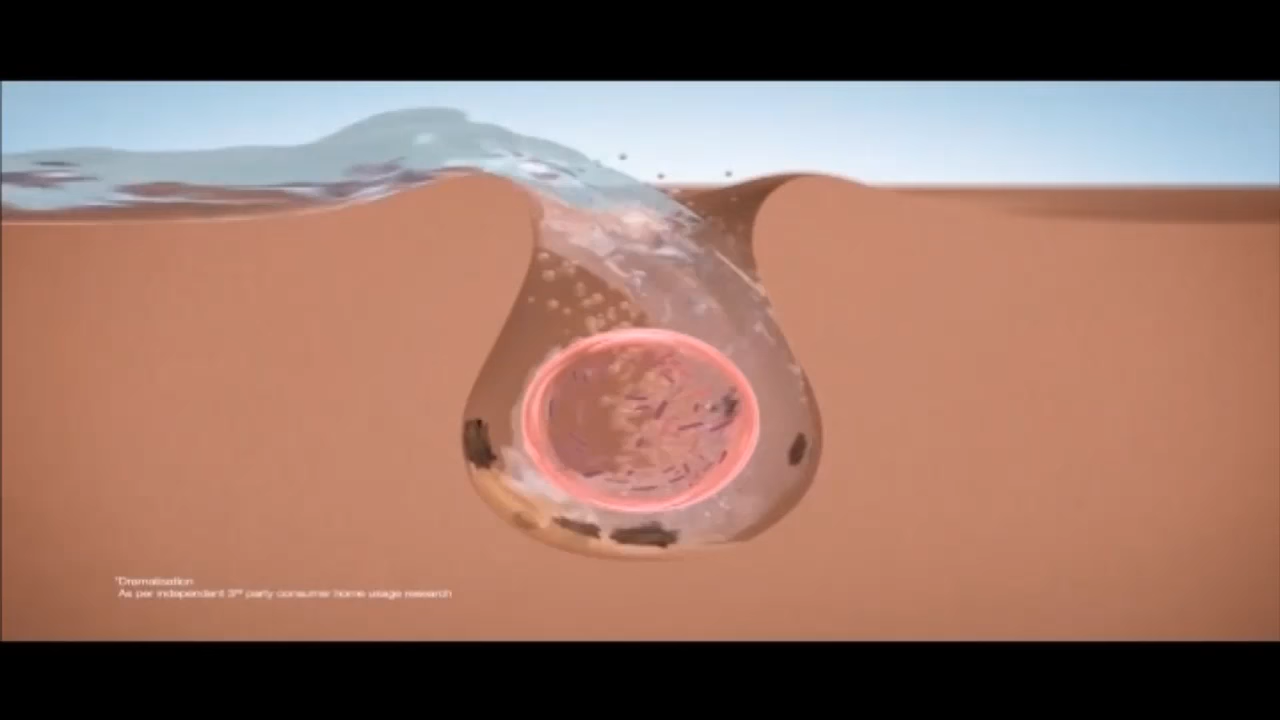 *Dramatisation
As per independent 3rd party consumer home usage research